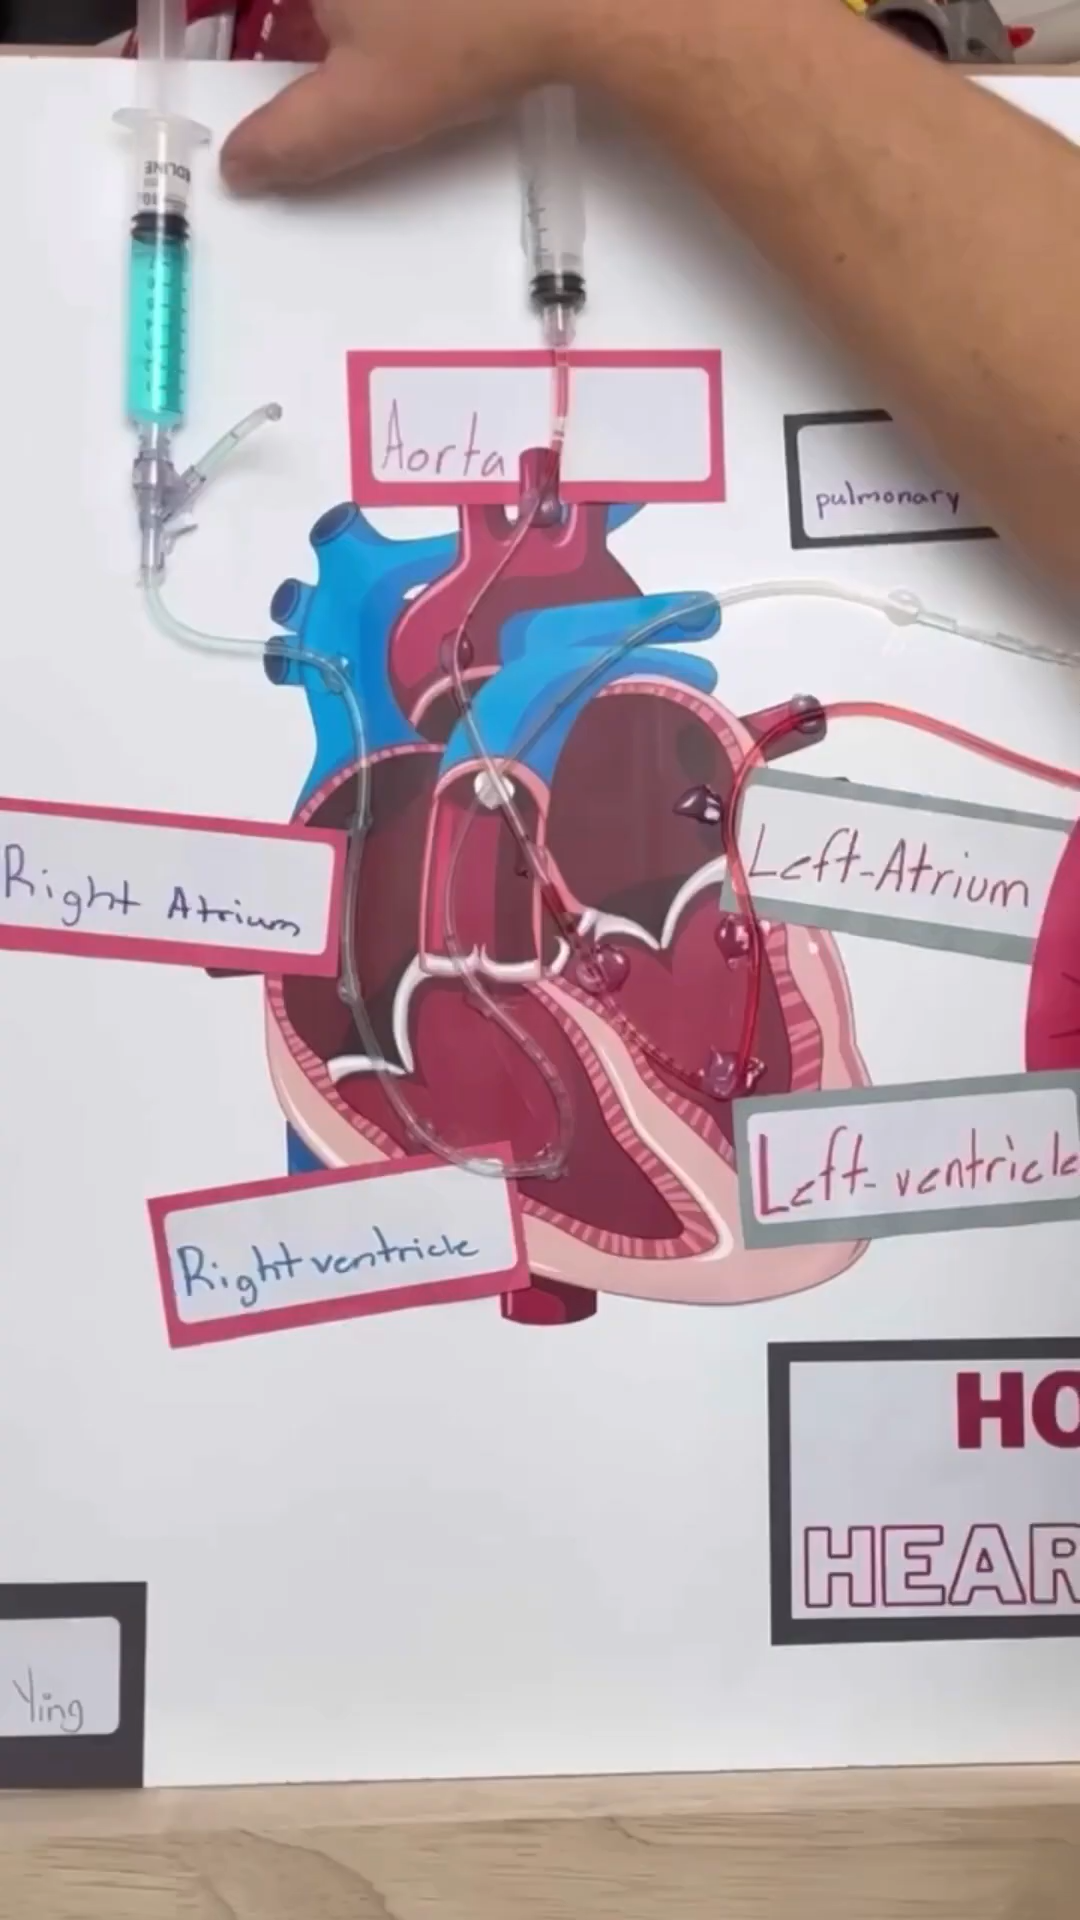 Aorta
pulmonary
Right Atrium
Left-Atrium
Left-ventricle
Right ventricle
HO
HEAR
Ying